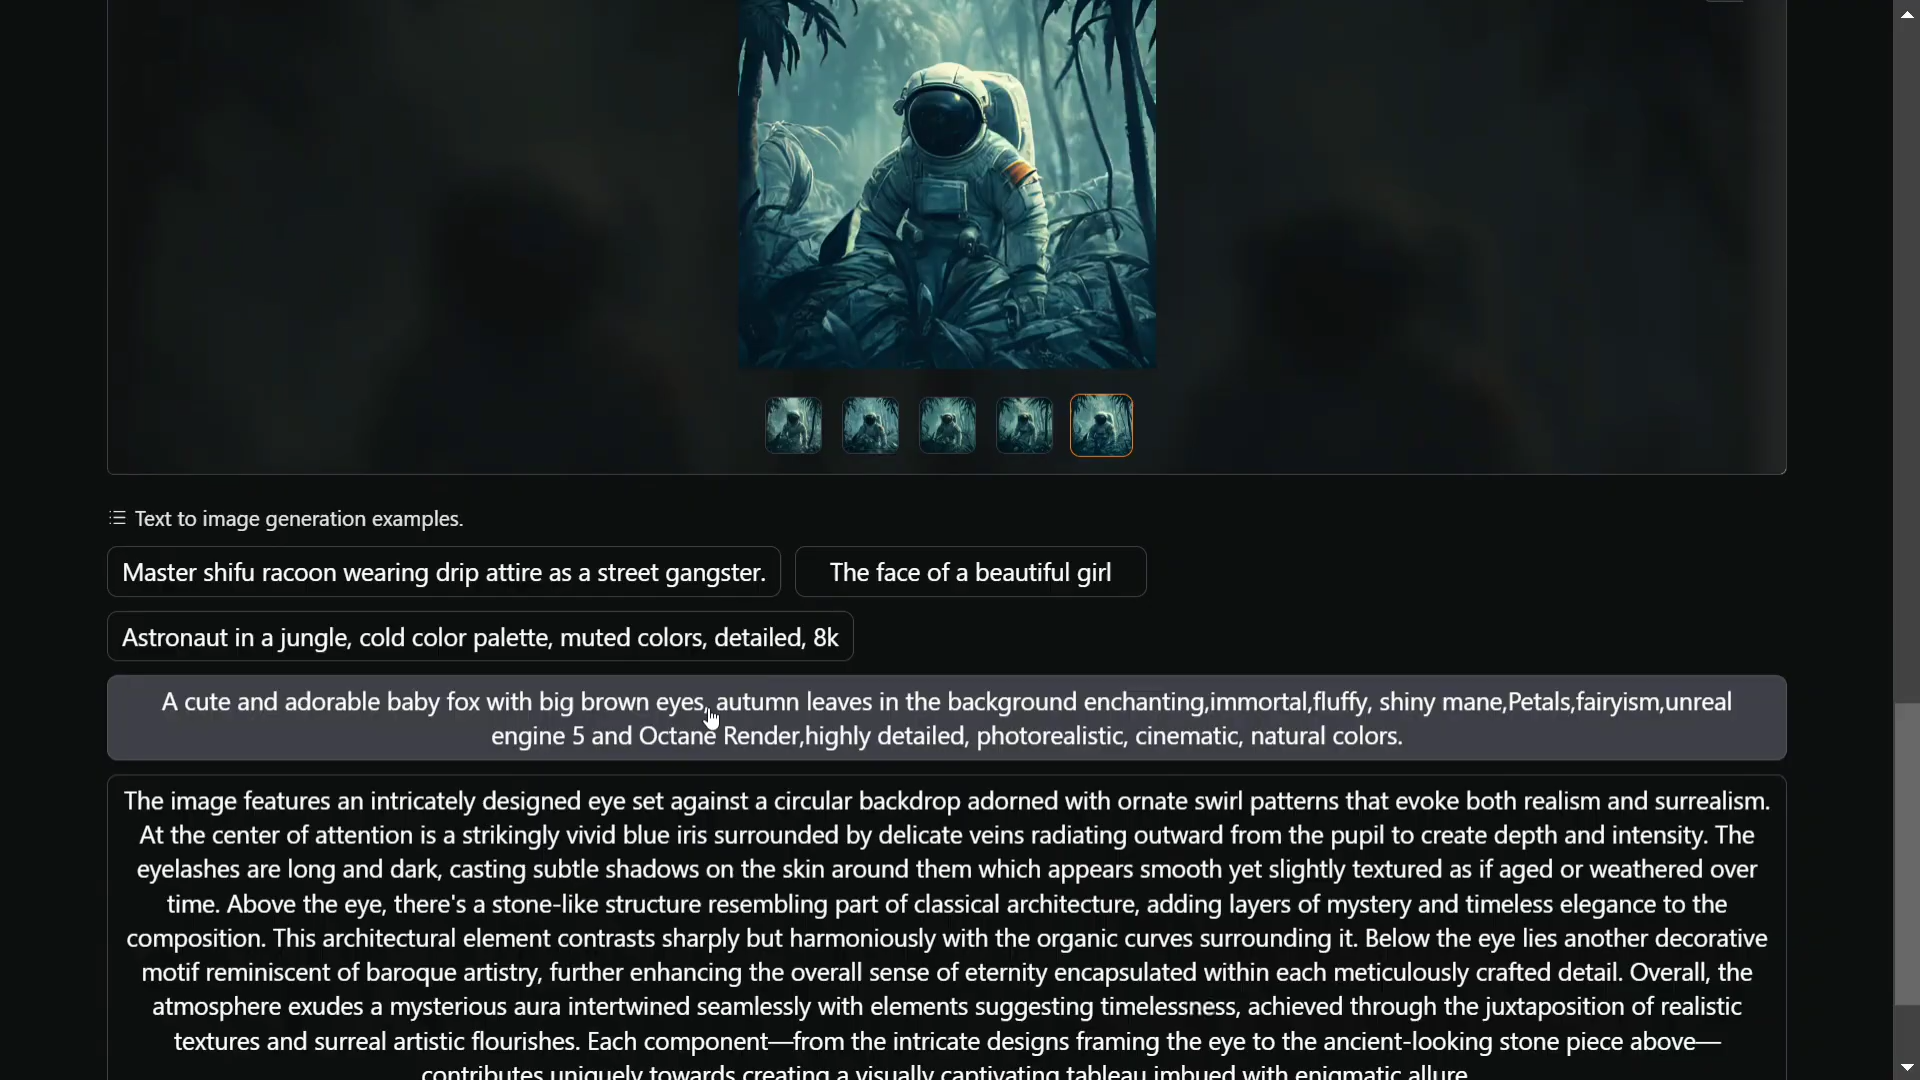 Text to image generation examples.
Master shifu racoon wearing drip attire as a street gangster.
The face of a beautiful girl
Astronaut in a jungle, cold color palette, muted colors, detailed, 8k
A cute and adorable baby fox with big brown eyes, autumn leaves in the background enchanting,immortal,fluffy, shiny mane,Petals,fairyism,unreal
engine 5 and Octane Render,highly detailed, photorealistic, cinematic, natural colors.
The image features an intricately designed eye set against a circular backdrop adorned with ornate swirl patterns that evoke both realism and surrealism.
At the center of attention is a strikingly vivid blue iris surrounded by delicate veins radiating outward from the pupil to create depth and intensity. The
eyelashes are long and dark, casting subtle shadows on the skin around them which appears smooth yet slightly textured as if aged or weathered over
time. Above the eye, there's a stone-like structure resembling part of classical architecture, adding layers of mystery and timeless elegance to the
composition. This architectural element contrasts sharply but harmoniously with the organic curves surrounding it. Below the eye lies another decorative
motif reminiscent of baroque artistry, further enhancing the overall sense of eternity encapsulated within each meticulously crafted detail. Overall, the
atmosphere exudes a mysterious aura intertwined seamlessly with elements suggesting timelessness, achieved through the juxtaposition of realistic
textures and surreal artistic flourishes. Each component—from the intricate designs framing the eye to the ancient-looking stone piece above—
contributes uniquely towards creating a visually captivating tableau imbued with enigmatic allure.